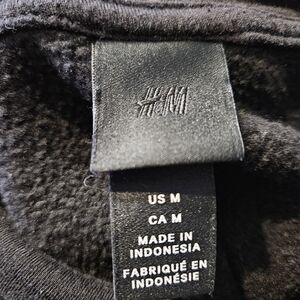 H&M
US M
CA M
MADE IN
INDONESIA
FABRIQUÉ EN
INDONÉSIE